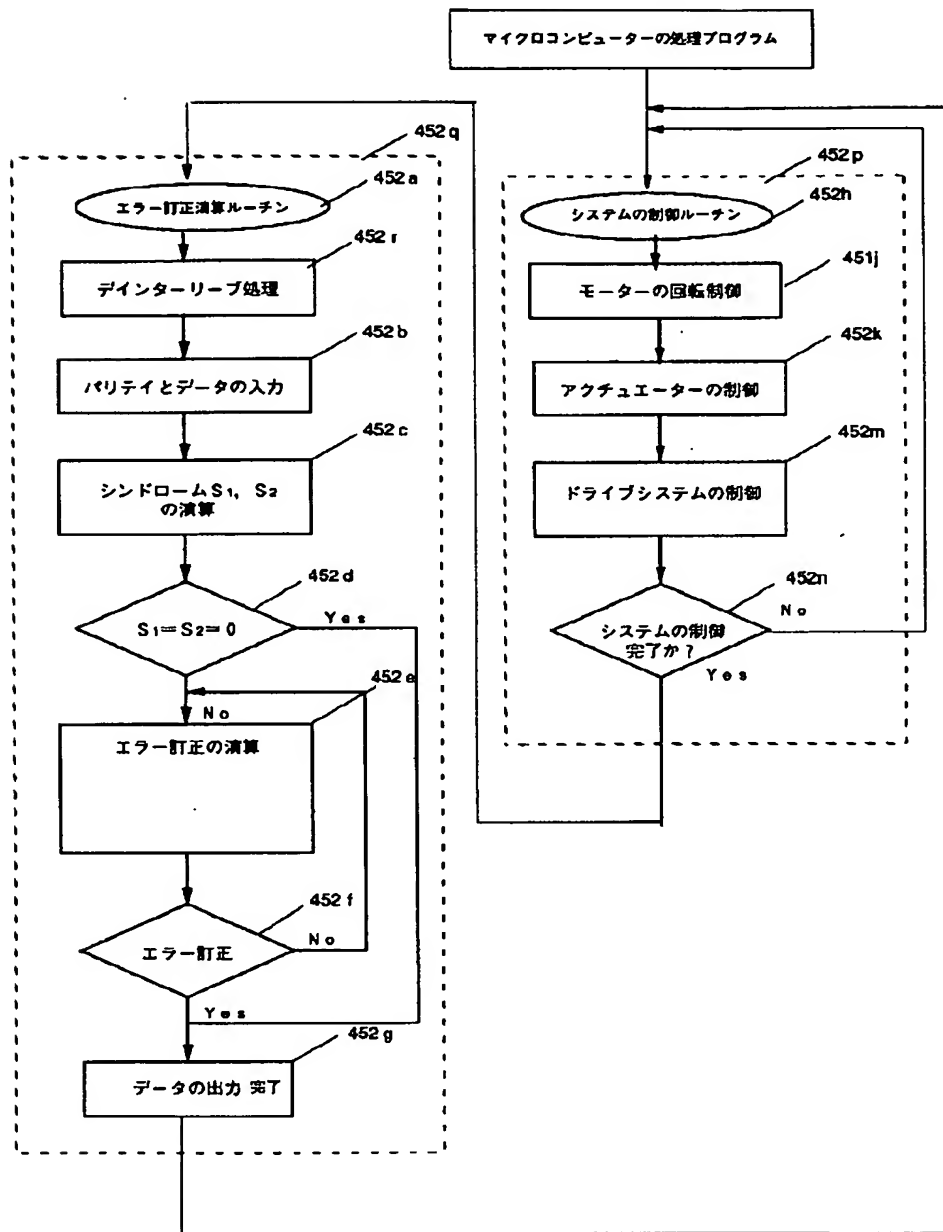 マイクロコンピューターの処理プログラム
452q
452a
エラー訂正演算ルーチン
452r
デインターリーブ処理
452b
パリテイとデータの入力
452c
シンドロームS1, S2
の演算
452d
S1=S2=0
Yes
No
452e
エラー訂正の演算
452f
エラー訂正
No
Yes
452g
データの出力 完了
452p
452h
システムの制御ルーチン
451j
モーターの回転制御
452k
アクチュエーターの制御
452m
ドライブシステムの制御
452n
システムの制御
完了か?
No
Yes